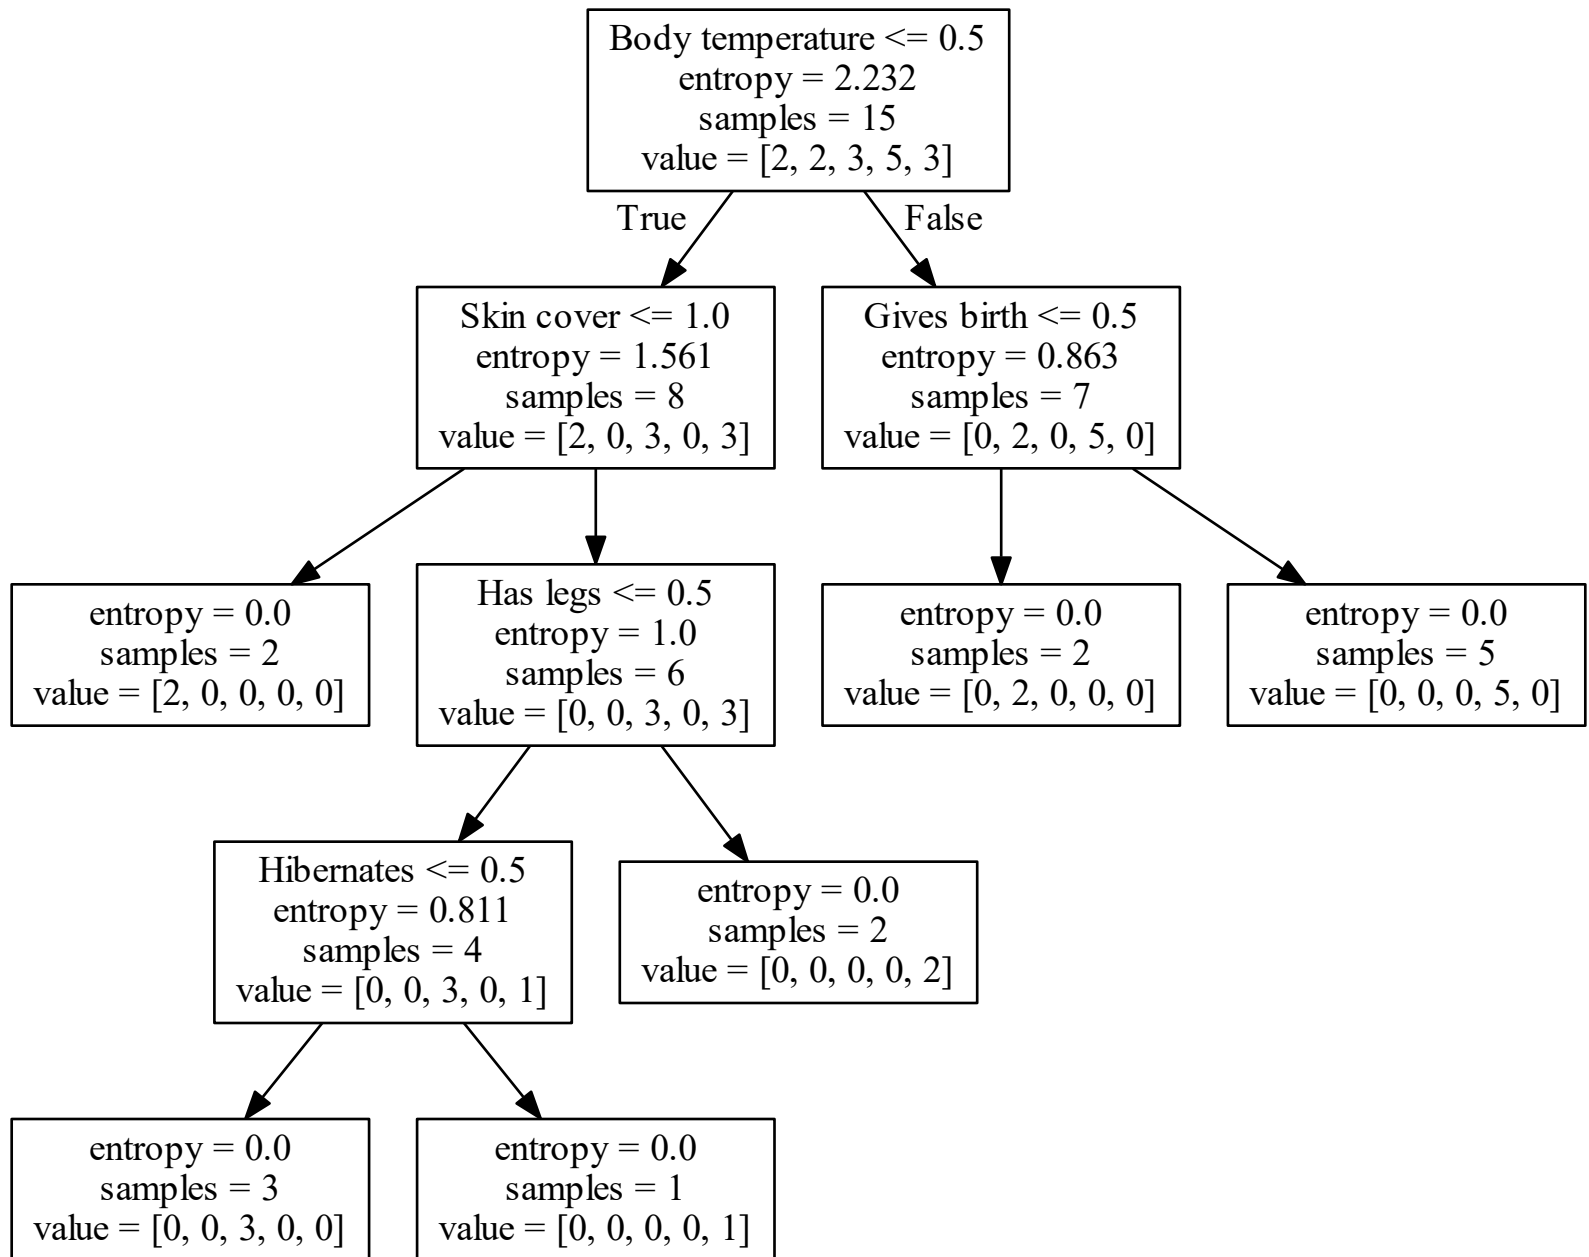 Body temperature <= 0.5
entropy = 2.232
samples = 15
value = [2, 2, 3, 5, 3]
True
False
Skin cover <= 1.0
entropy = 1.561
samples = 8
value = [2, 0, 3, 0, 3]
Gives birth <= 0.5
entropy = 0.863
samples = 7
value = [0, 2, 0, 5, 0]
entropy = 0.0
samples = 2
value = [2, 0, 0, 0, 0]
Has legs <= 0.5
entropy = 1.0
samples = 6
value = [0, 0, 3, 0, 3]
entropy = 0.0
samples = 2
value = [0, 2, 0, 0, 0]
entropy = 0.0
samples = 5
value = [0, 0, 0, 5, 0]
Hibernates <= 0.5
entropy = 0.811
samples = 4
value = [0, 0, 3, 0, 1]
entropy = 0.0
samples = 2
value = [0, 0, 0, 0, 2]
entropy = 0.0
samples = 3
value = [0, 0, 3, 0, 0]
entropy = 0.0
samples = 1
value = [0, 0, 0, 0, 1]